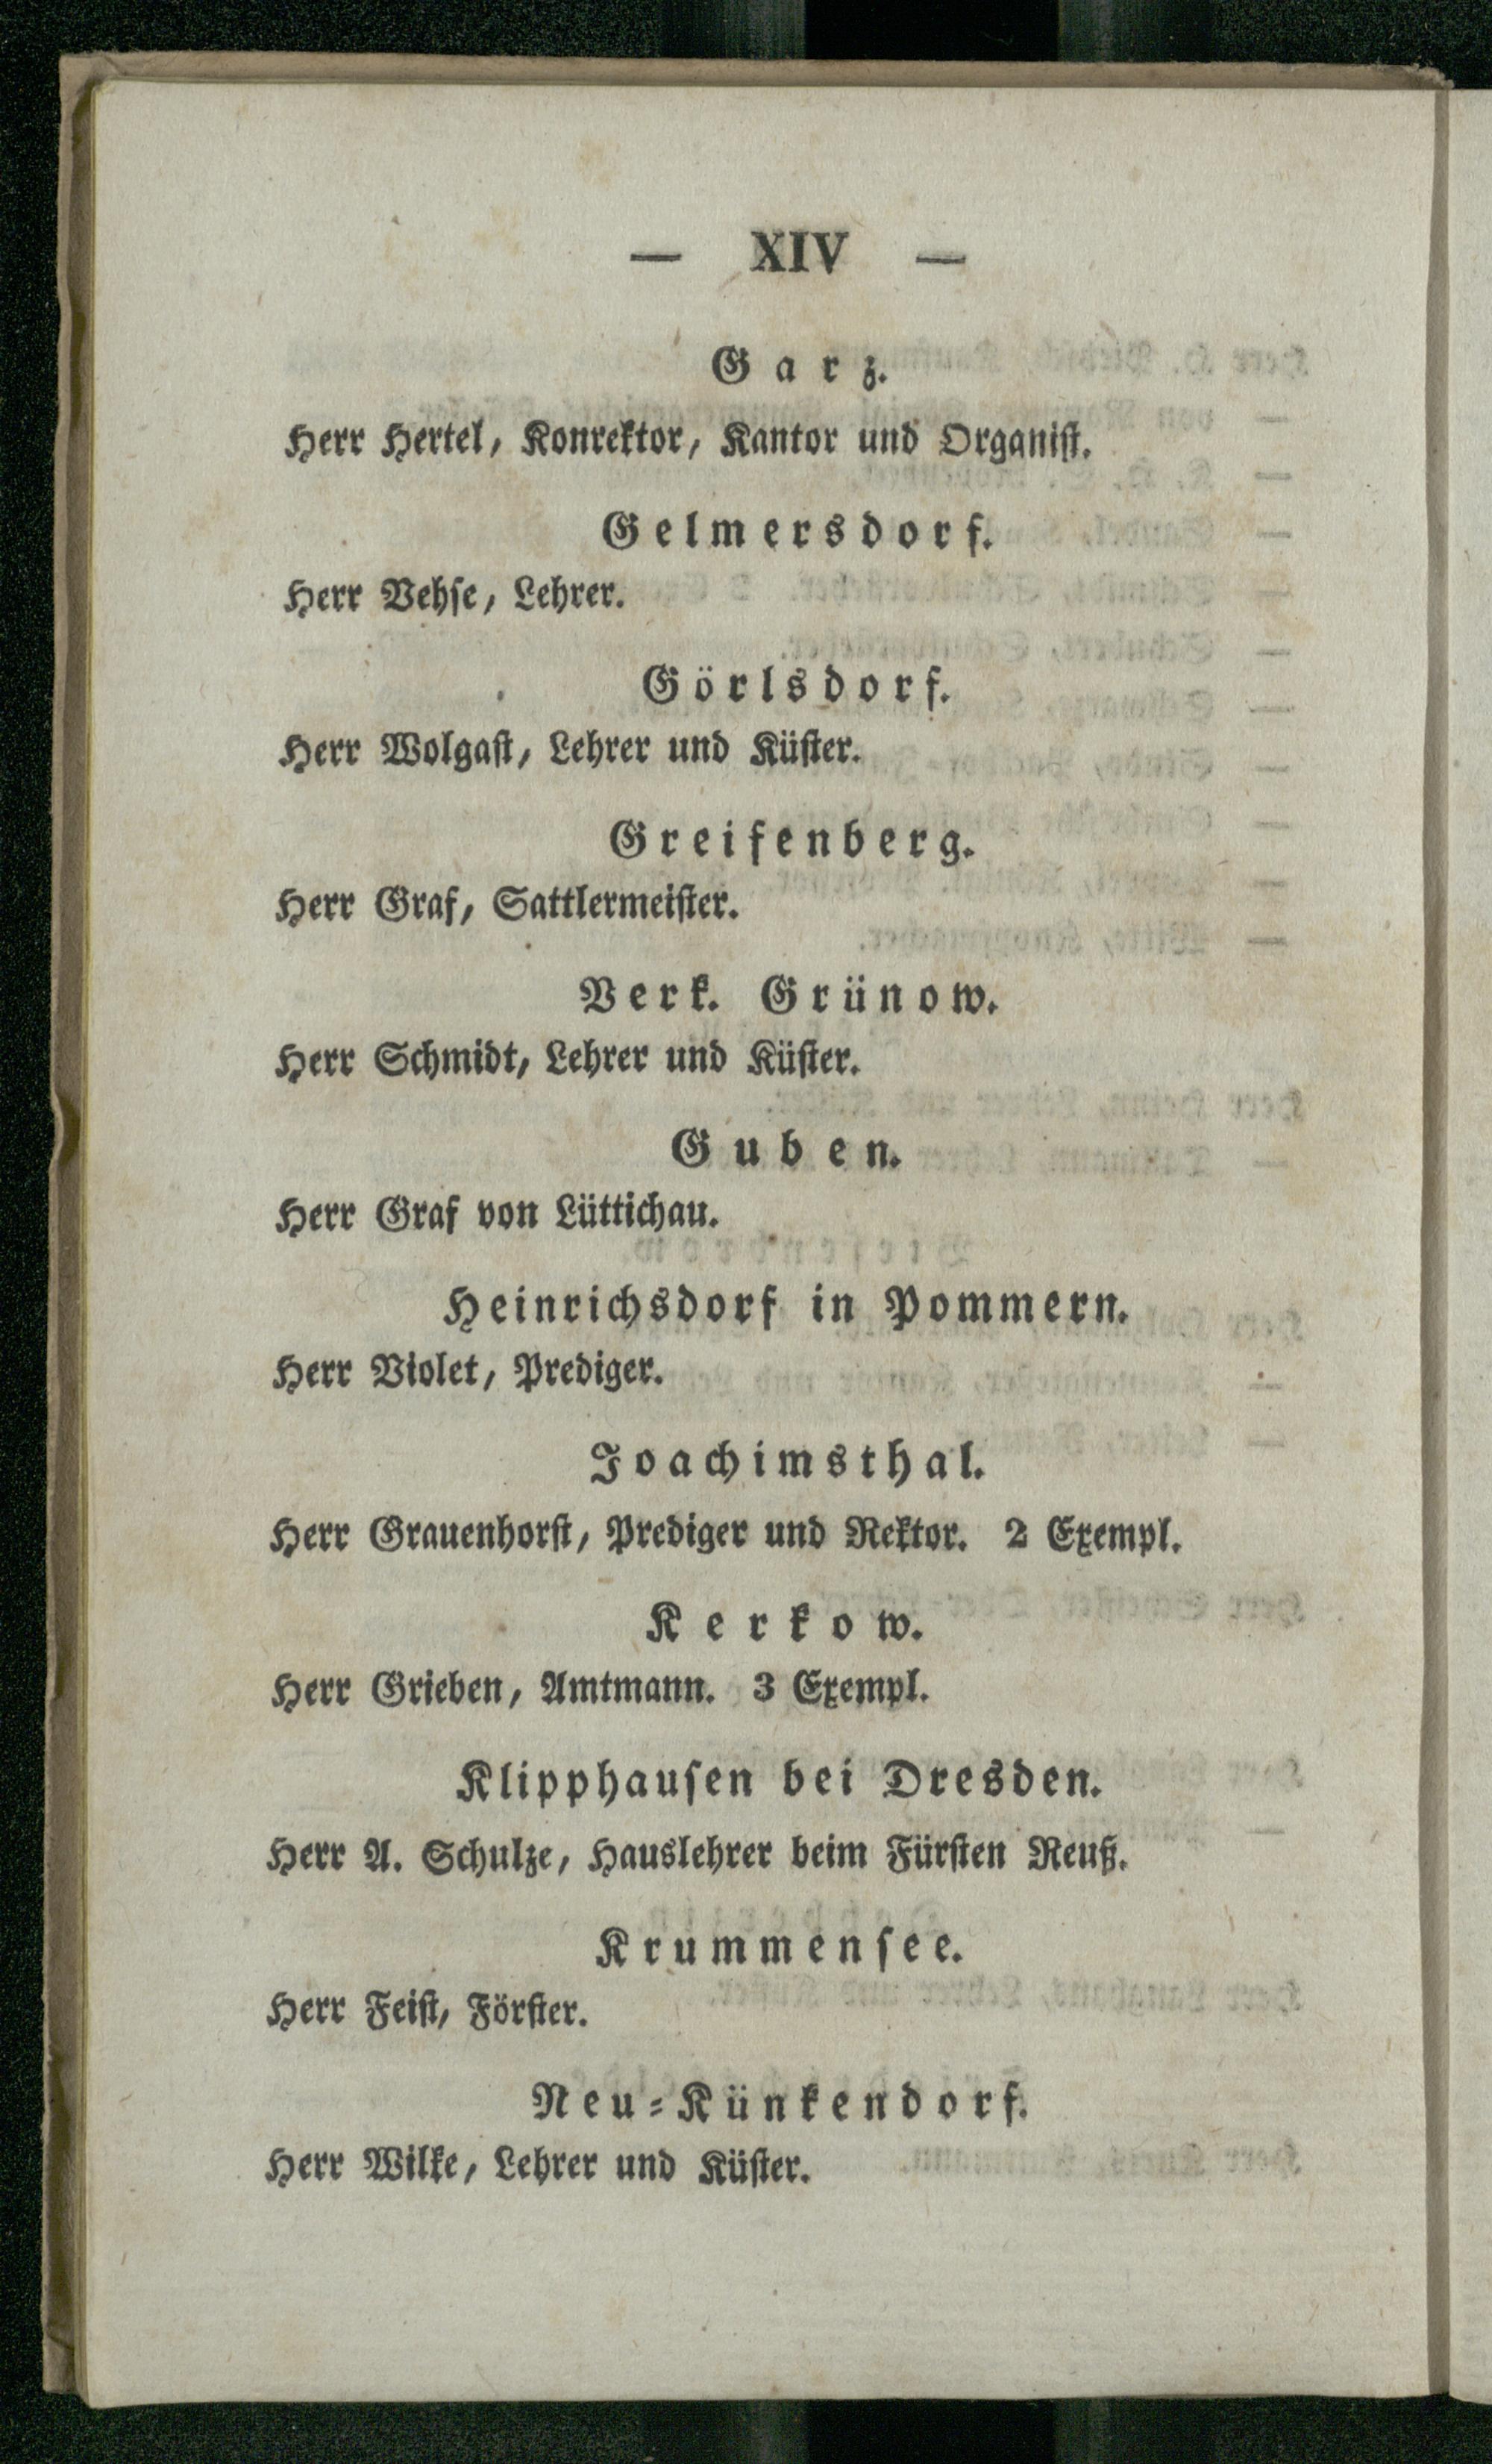 — XIV —
Garz.
Herr Hertel, Konrektor, Kantor und Organist.
Gelmersdorf.
Herr Vehse, Lehrer.
Görlsdorf.
Herr Wolgast, Lehrer und Küster.
Greifenberg.
Herr Graf, Sattlermeister.
Verk. Grünow.
Herr Schmidt, Lehrer und Küster.
Guben.
Herr Graf von Lüttichau.
Heinrichsdorf in Pommern.
Herr Violet, Prediger.
Joachimsthal.
Herr Grauenhorst, Prediger und Rektor. 2 Exempl.
Kerkow.
Herr Grieben, Amtmann. 3 Exempl.
Klipphausen bei Dresden.
Herr A. Schulze, Hauslehrer beim Fürsten Reuß.
Krummensee.
Herr Feist, Förster.
Neu-Künkendorf.
Herr Wilke, Lehrer und Küster.